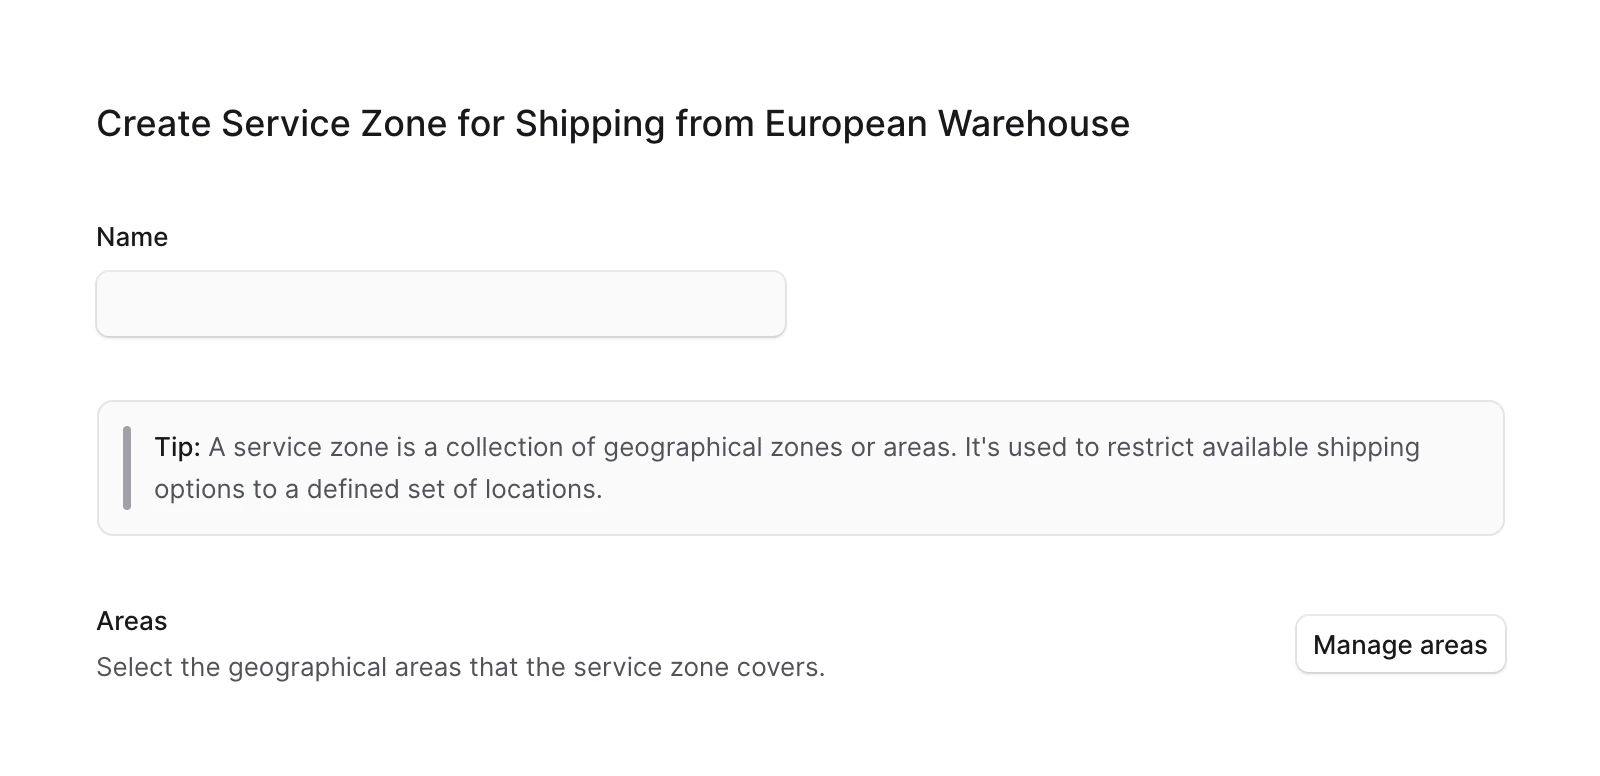 Create Service Zone for Shipping from European Warehouse
Name
Tip: A service zone is a collection of geographical zones or areas. It's used to restrict available shipping
options to a defined set of locations.
Areas
Select the geographical areas that the service zone covers.
Manage areas